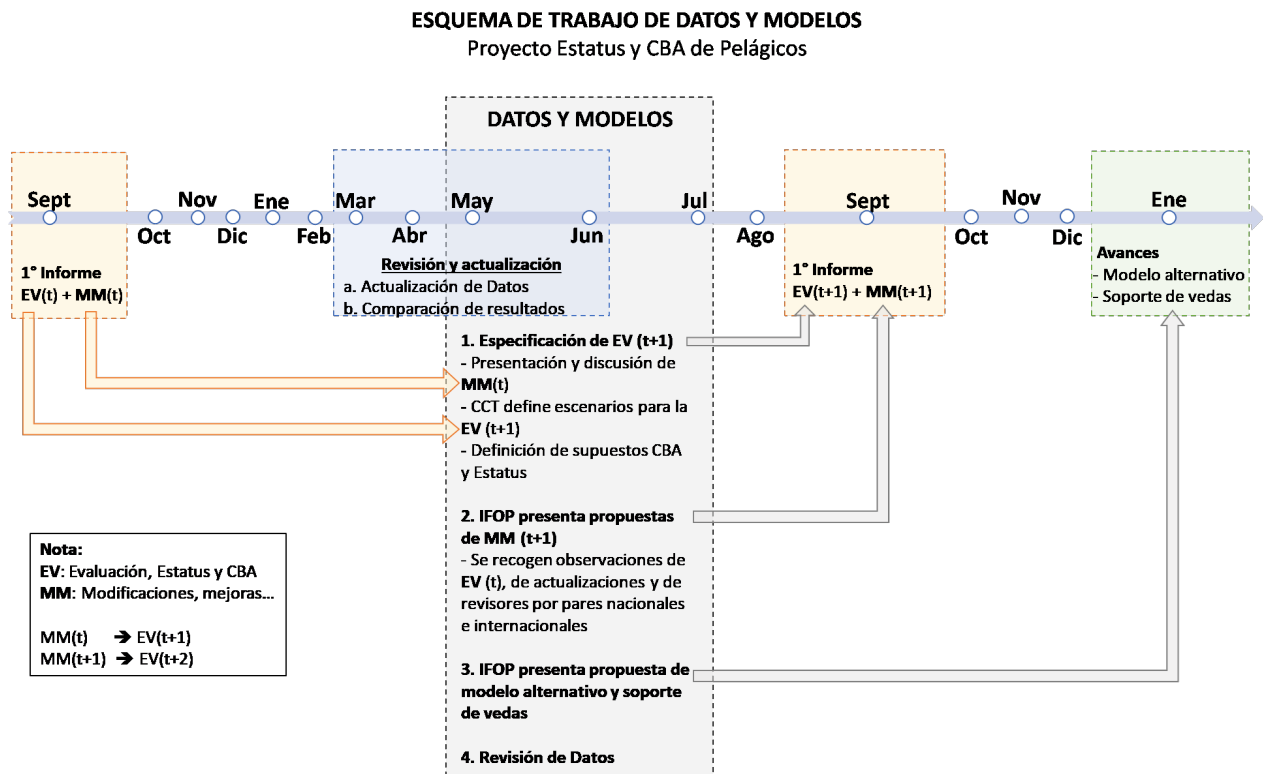 ESQUEMA DE TRABAJO DE DATOS Y MODELOS
Proyecto Estatus y CBA de Pelágicos
DATOS Y MODELOS
Sept
Oct
Nov
Dic
Ene
Feb
Mar
Abr
May
Jun
Jul
Ago
Sept
Oct
Nov
Dic
Ene
1° Informe
EV(t) + MM(t)
Revisión y actualización
a. Actualización de Datos
b. Comparación de resultados
1° Informe
EV(t+1) + MM(t+1)
Avances
- Modelo alternativo
- Soporte de vedas
1. Especificación de EV (t+1)
- Presentación y discusión de
MM(t)
- CCT define escenarios para la
EV (t+1)
- Definición de supuestos CBA
y Estatus
2. IFOP presenta propuestas
de MM (t+1)
- Se recogen observaciones de
EV (t), de actualizaciones y de
revisores por pares nacionales
e internacionales
3. IFOP presenta propuesta de
modelo alternativo y soporte
de vedas
4. Revisión de Datos
Nota:
EV: Evaluación, Estatus y CBA
MM: Modificaciones, mejoras...
MM(t) ➔ EV(t+1)
MM(t+1) ➔ EV(t+2)